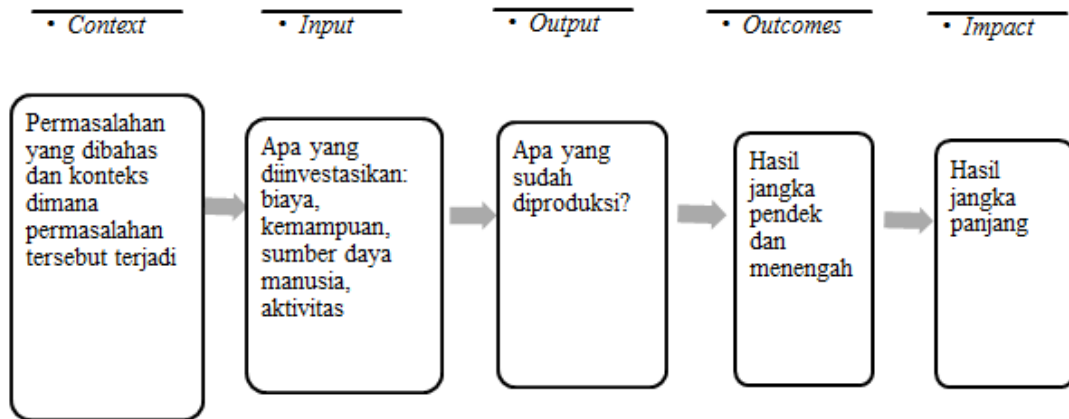 • Context
• Input
• Output
• Outcomes
• Impact
Permasalahan
yang dibahas
dan konteks
dimana
permasalahan
tersebut terjadi
Apa yang
diinvestasikan:
biaya,
kemampuan,
sumber daya
manusia,
aktivitas
Apa yang
sudah
diproduksi?
Hasil
jangka
pendek
dan
menengah
Hasil
jangka
panjang